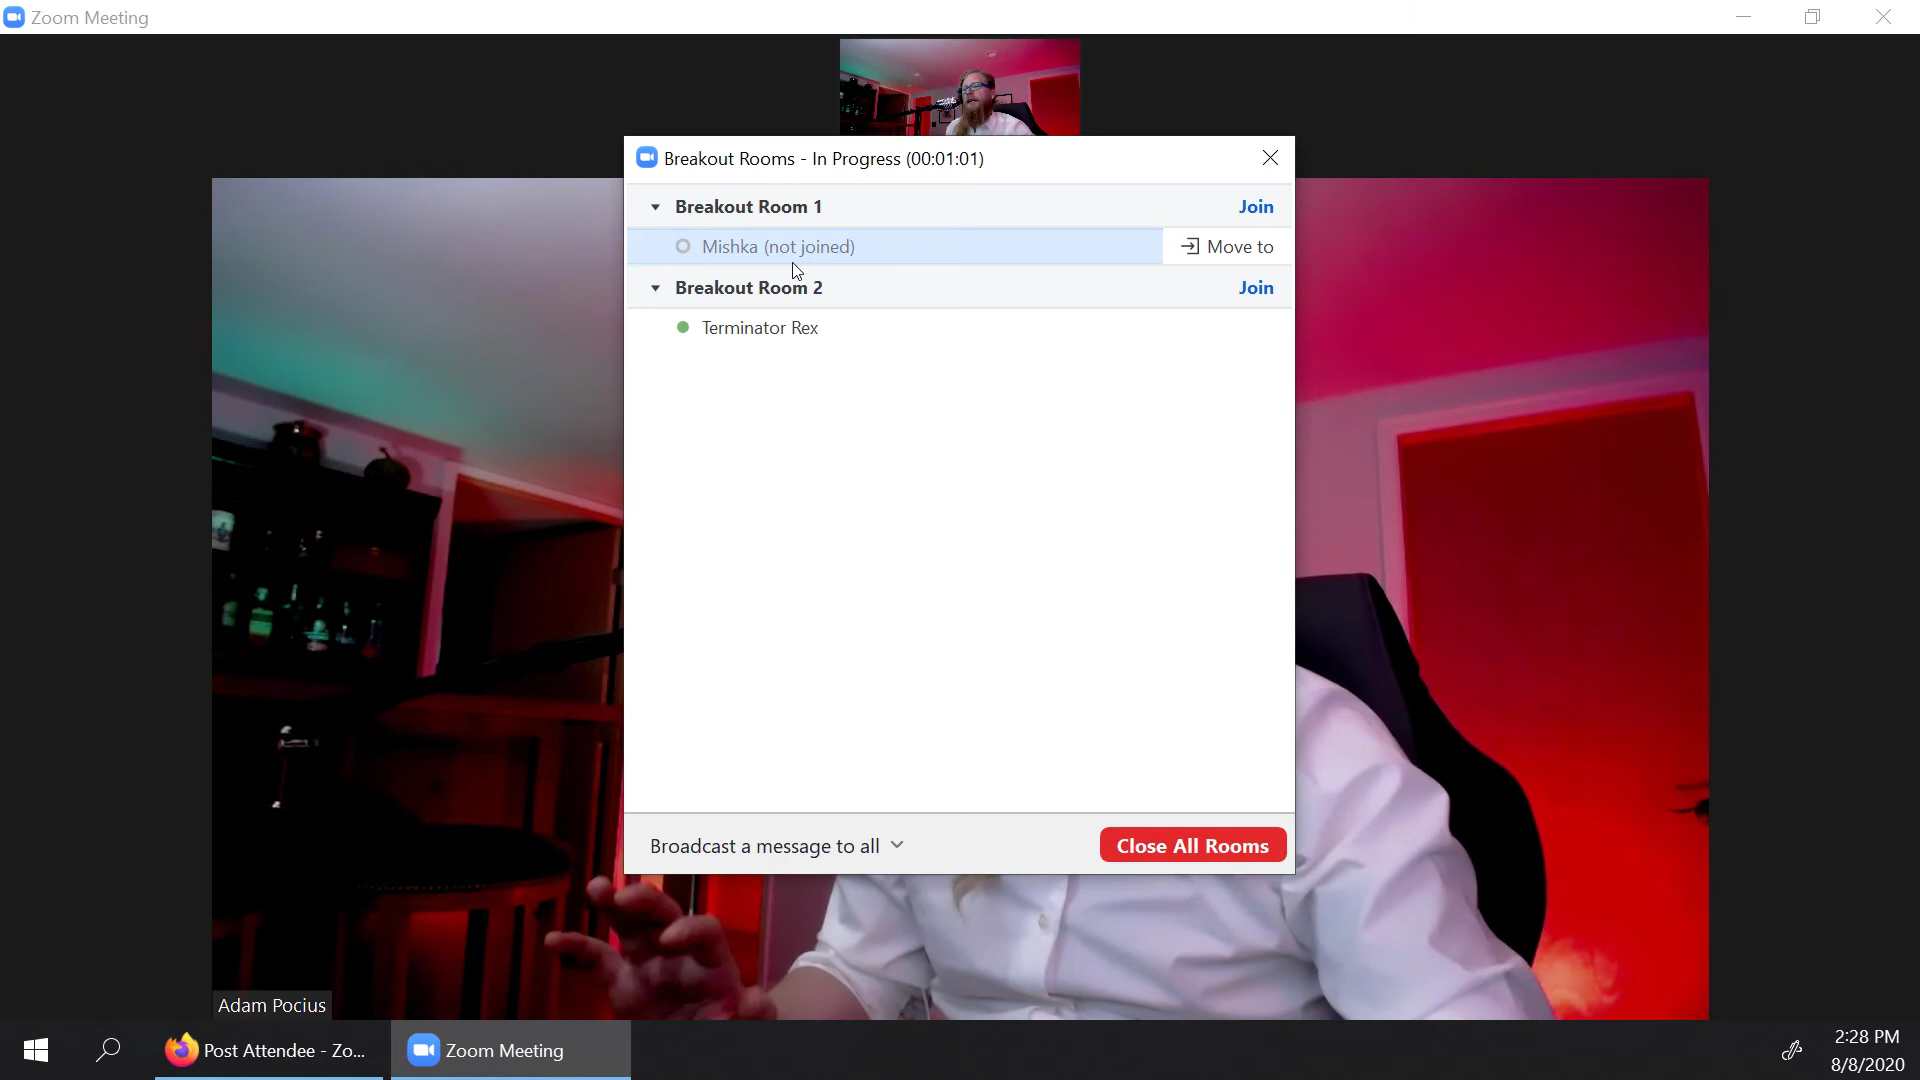 Zoom Meeting
Breakout Rooms - In Progress (00:01:01)
Breakout Room 1
Join
Mishka (not joined)
Move to
Breakout Room 2
Join
Terminator Rex
Broadcast a message to all
Close All Rooms
Adam Pocius
Post Attendee - Zo...
Zoom Meeting
2:28 PM
8/8/2020